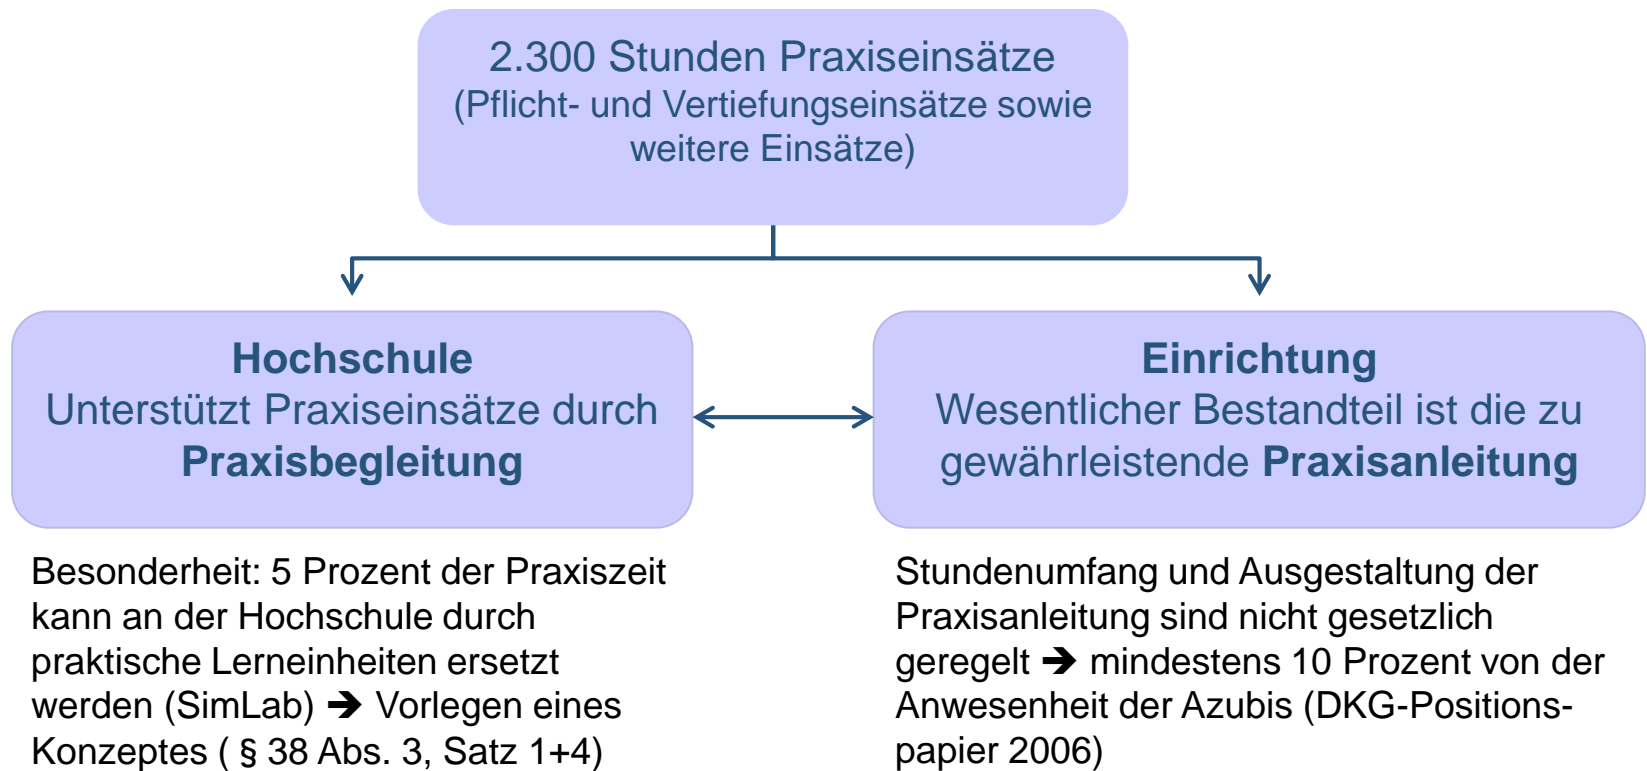 2.300 Stunden Praxiseinsätze
(Pflicht- und Vertiefungseinsätze sowie
weitere Einsätze)
Hochschule
Unterstützt Praxiseinsätze durch
Praxisbegleitung
Einrichtung
Wesentlicher Bestandteil ist die zu
gewährleistende Praxisanleitung
Besonderheit: 5 Prozent der Praxiszeit
kann an der Hochschule durch
praktische Lerneinheiten ersetzt
werden (SimLab) ➔ Vorlegen eines
Konzeptes ( § 38 Abs. 3, Satz 1+4)
Stundenumfang und Ausgestaltung der
Praxisanleitung sind nicht gesetzlich
geregelt ➔ mindestens 10 Prozent von der
Anwesenheit der Azubis (DKG-Positions-
papier 2006)